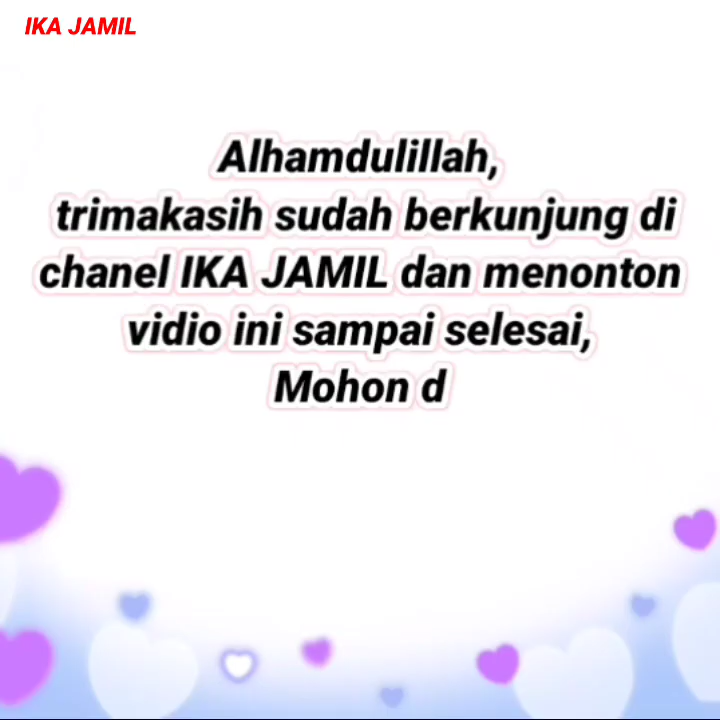 IKA JAMIL
Alhamdulillah,
trimakasih sudah berkunjung di
chanel IKA JAMIL dan menonton
vidio ini sampai selesai,
Mohon d